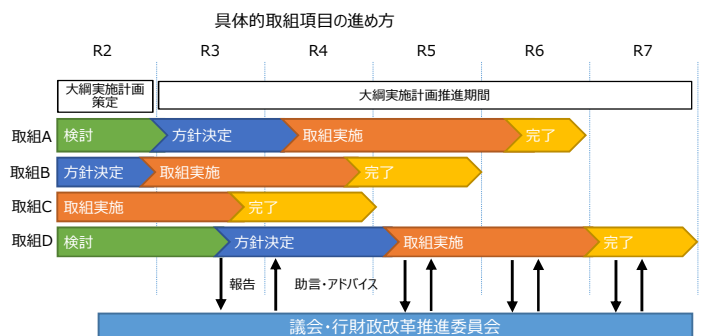 具体的取組項目の進め方
R2 R3 R4 R5 R6 R7
大綱実施計画
策定
大綱実施計画推進期間
取組A 検討 方針決定 取組実施 完了
取組B 方針決定 取組実施 完了
取組C 取組実施 完了
取組D 検討 方針決定 取組実施 完了
報告 助言・アドバイス
議会・行財政改革推進委員会